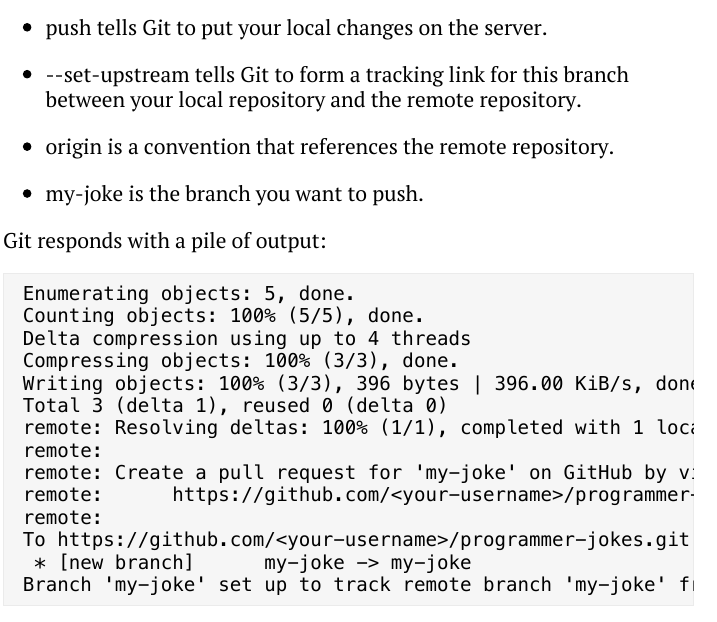 • push tells Git to put your local changes on the server.
• --set-upstream tells Git to form a tracking link for this branch
between your local repository and the remote repository.
• origin is a convention that references the remote repository.
• my-joke is the branch you want to push.
Git responds with a pile of output:
Enumerating objects: 5, done.
Counting objects: 100% (5/5), done.
Delta compression using up to 4 threads
Compressing objects: 100% (3/3), done.
Writing objects: 100% (3/3), 396 bytes | 396.00 KiB/s, done
Total 3 (delta 1), reused 0 (delta 0)
remote: Resolving deltas: 100% (1/1), completed with 1 loca
remote:
remote: Create a pull request for 'my-joke' on GitHub by vi
remote:      https://github.com/<your-username>/programmer-
remote:
To https://github.com/<your-username>/programmer-jokes.git
 * [new branch]      my-joke -> my-joke
Branch 'my-joke' set up to track remote branch 'my-joke' fr